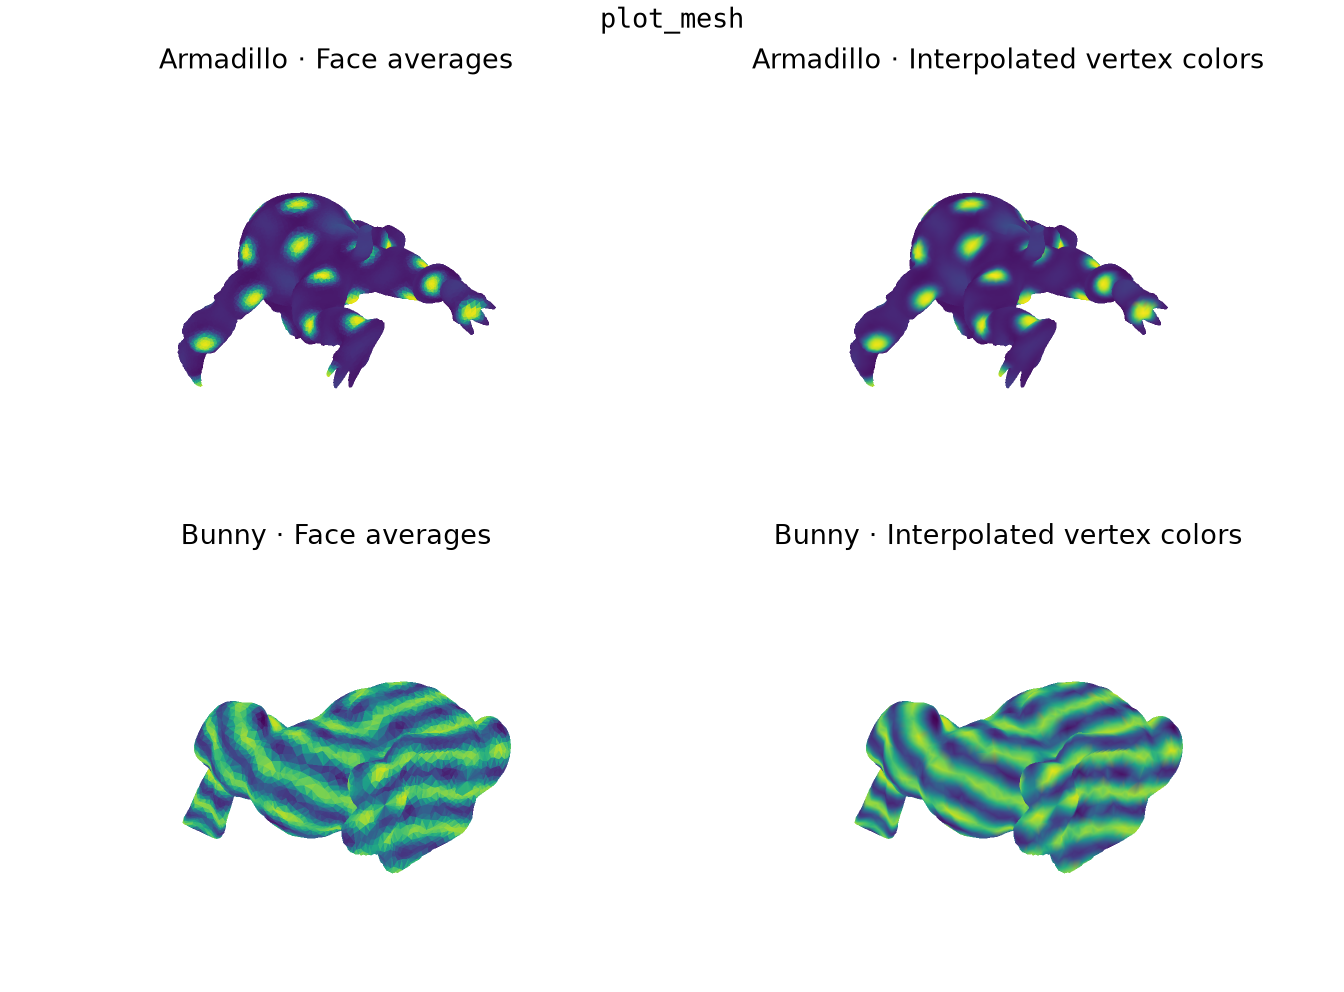 plot_mesh
Armadillo · Face averages
Armadillo · Interpolated vertex colors
Bunny · Face averages
Bunny · Interpolated vertex colors